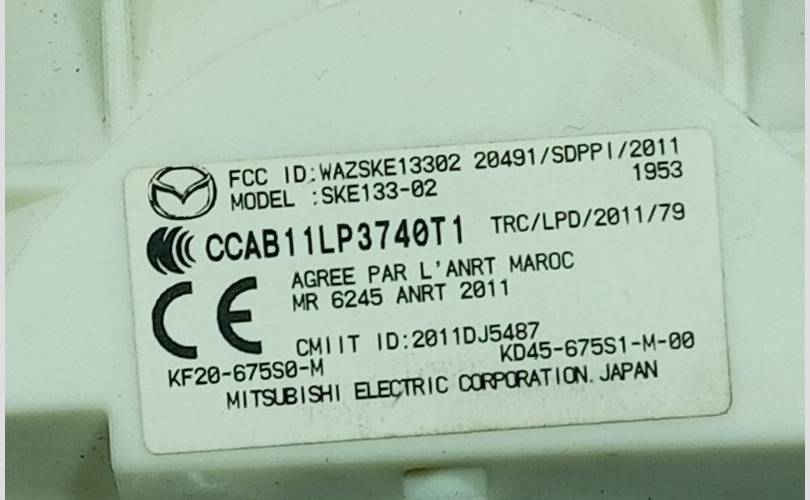 FCC ID:WAZSKE13302 20491/SDPPI/2011
MODEL :SKE133-02 1953
CCAB11LP3740T1 TRC/LPD/2011/79
AGREE PAR L'ANRT MAROC
MR 6245 ANRT 2011
CE
CMIIT ID:2011DJ5487
KF20-675S0-M KD45-675S1-M-00
MITSUBISHI ELECTRIC CORPORATION. JAPAN